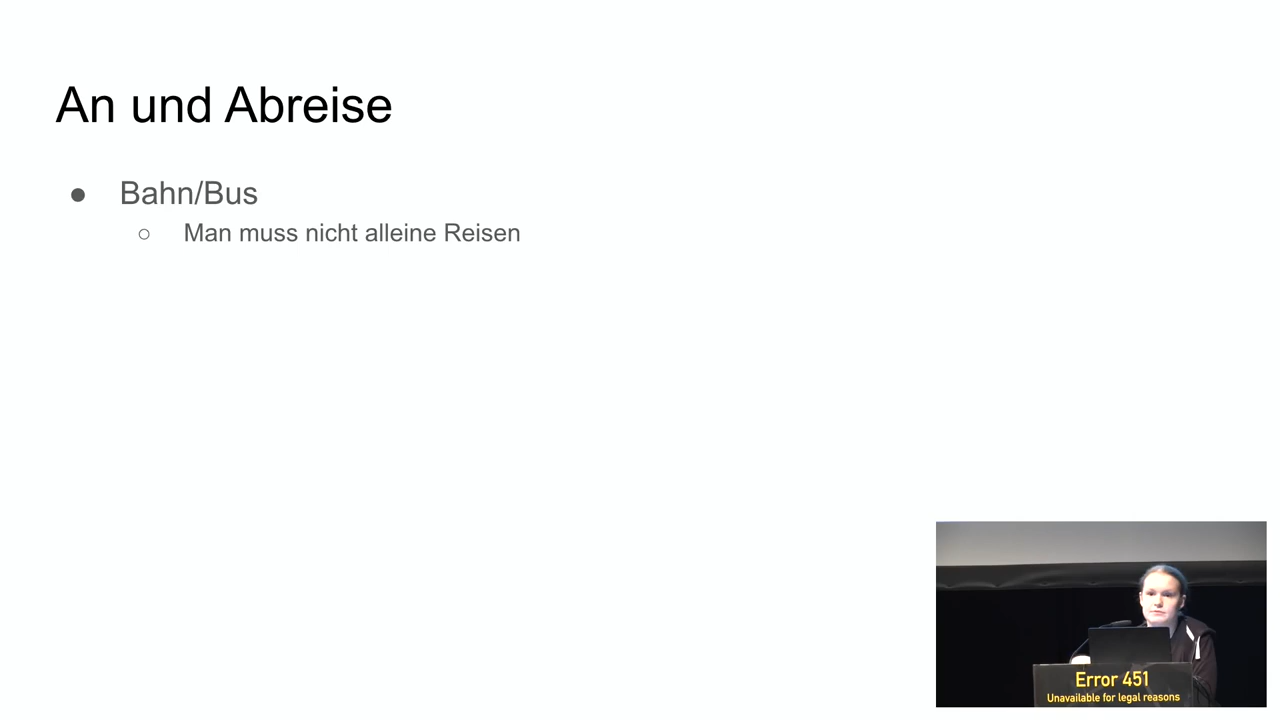 An und Abreise
● Bahn/Bus
○ Man muss nicht alleine Reisen
Error 451
Unavailable for legal reasons